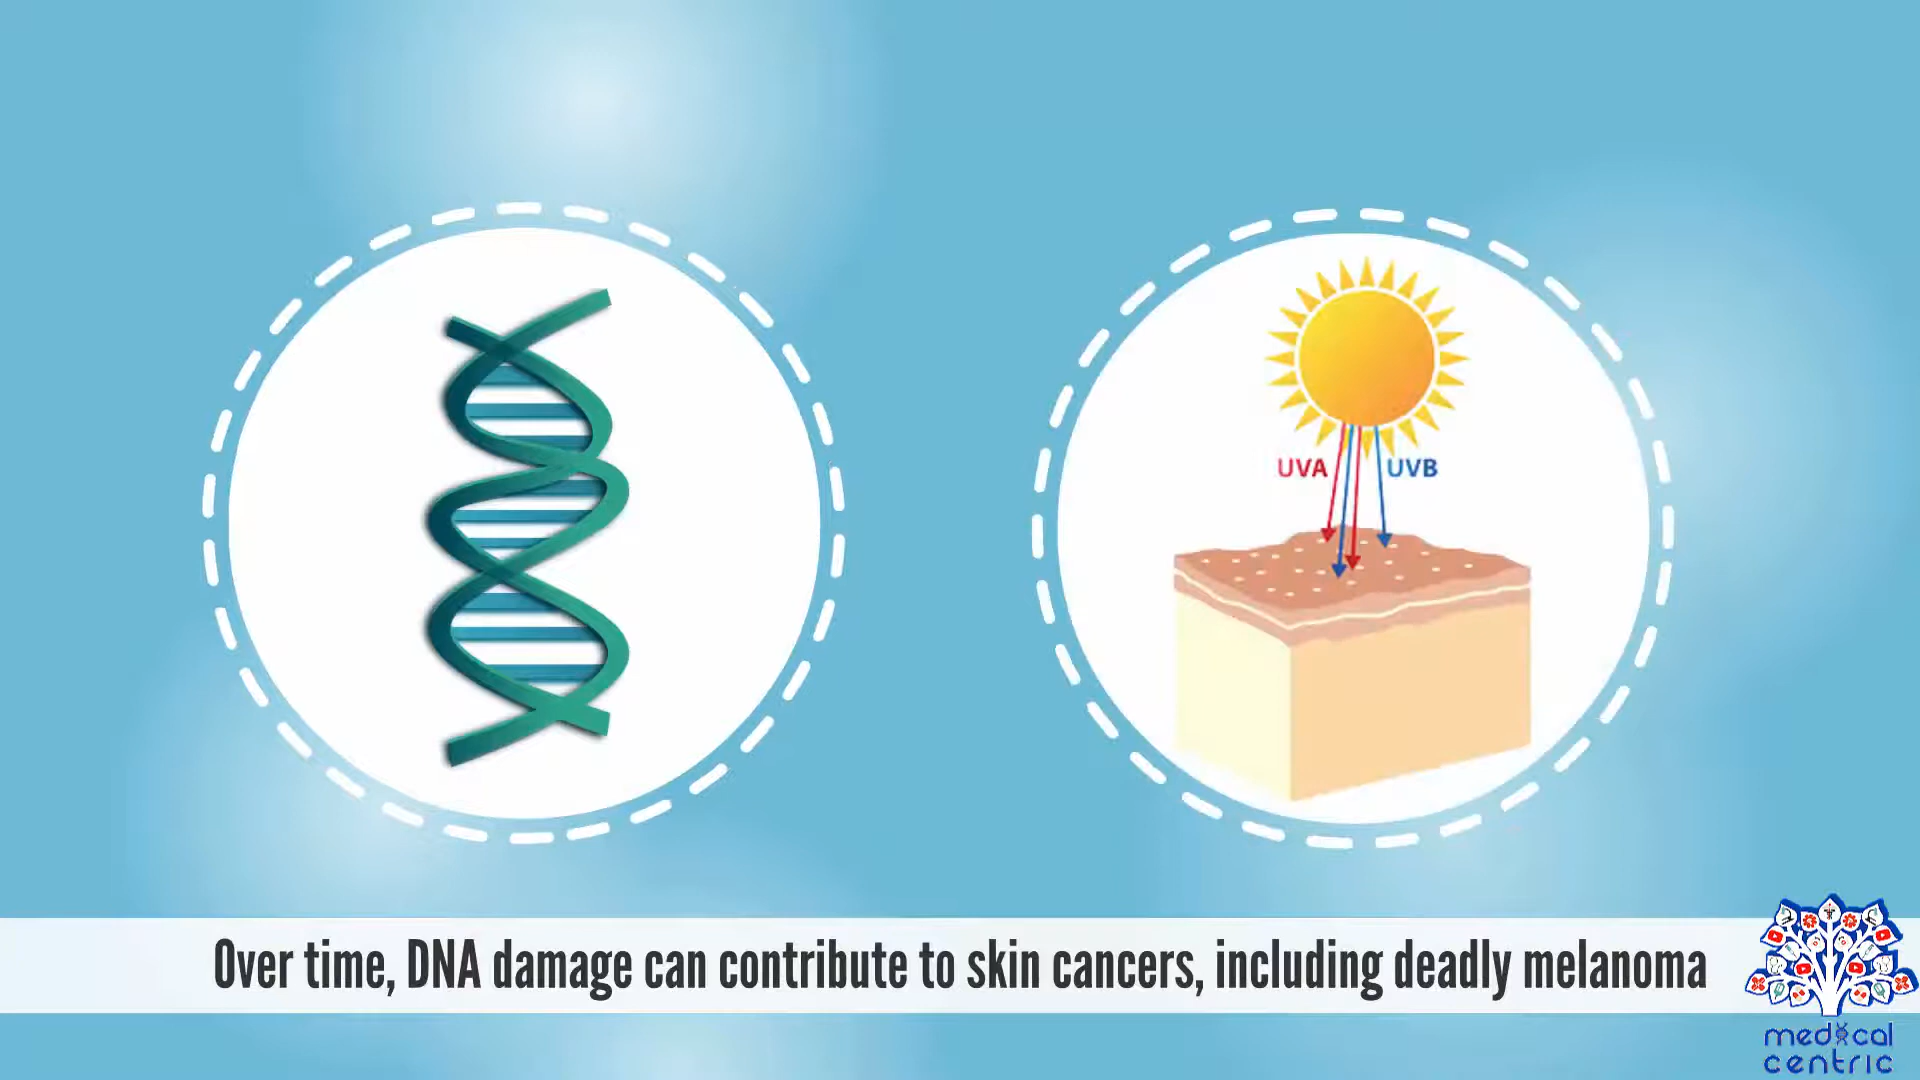 UVA UVB
Over time, DNA damage can contribute to skin cancers, including deadly melanoma
medical
centric